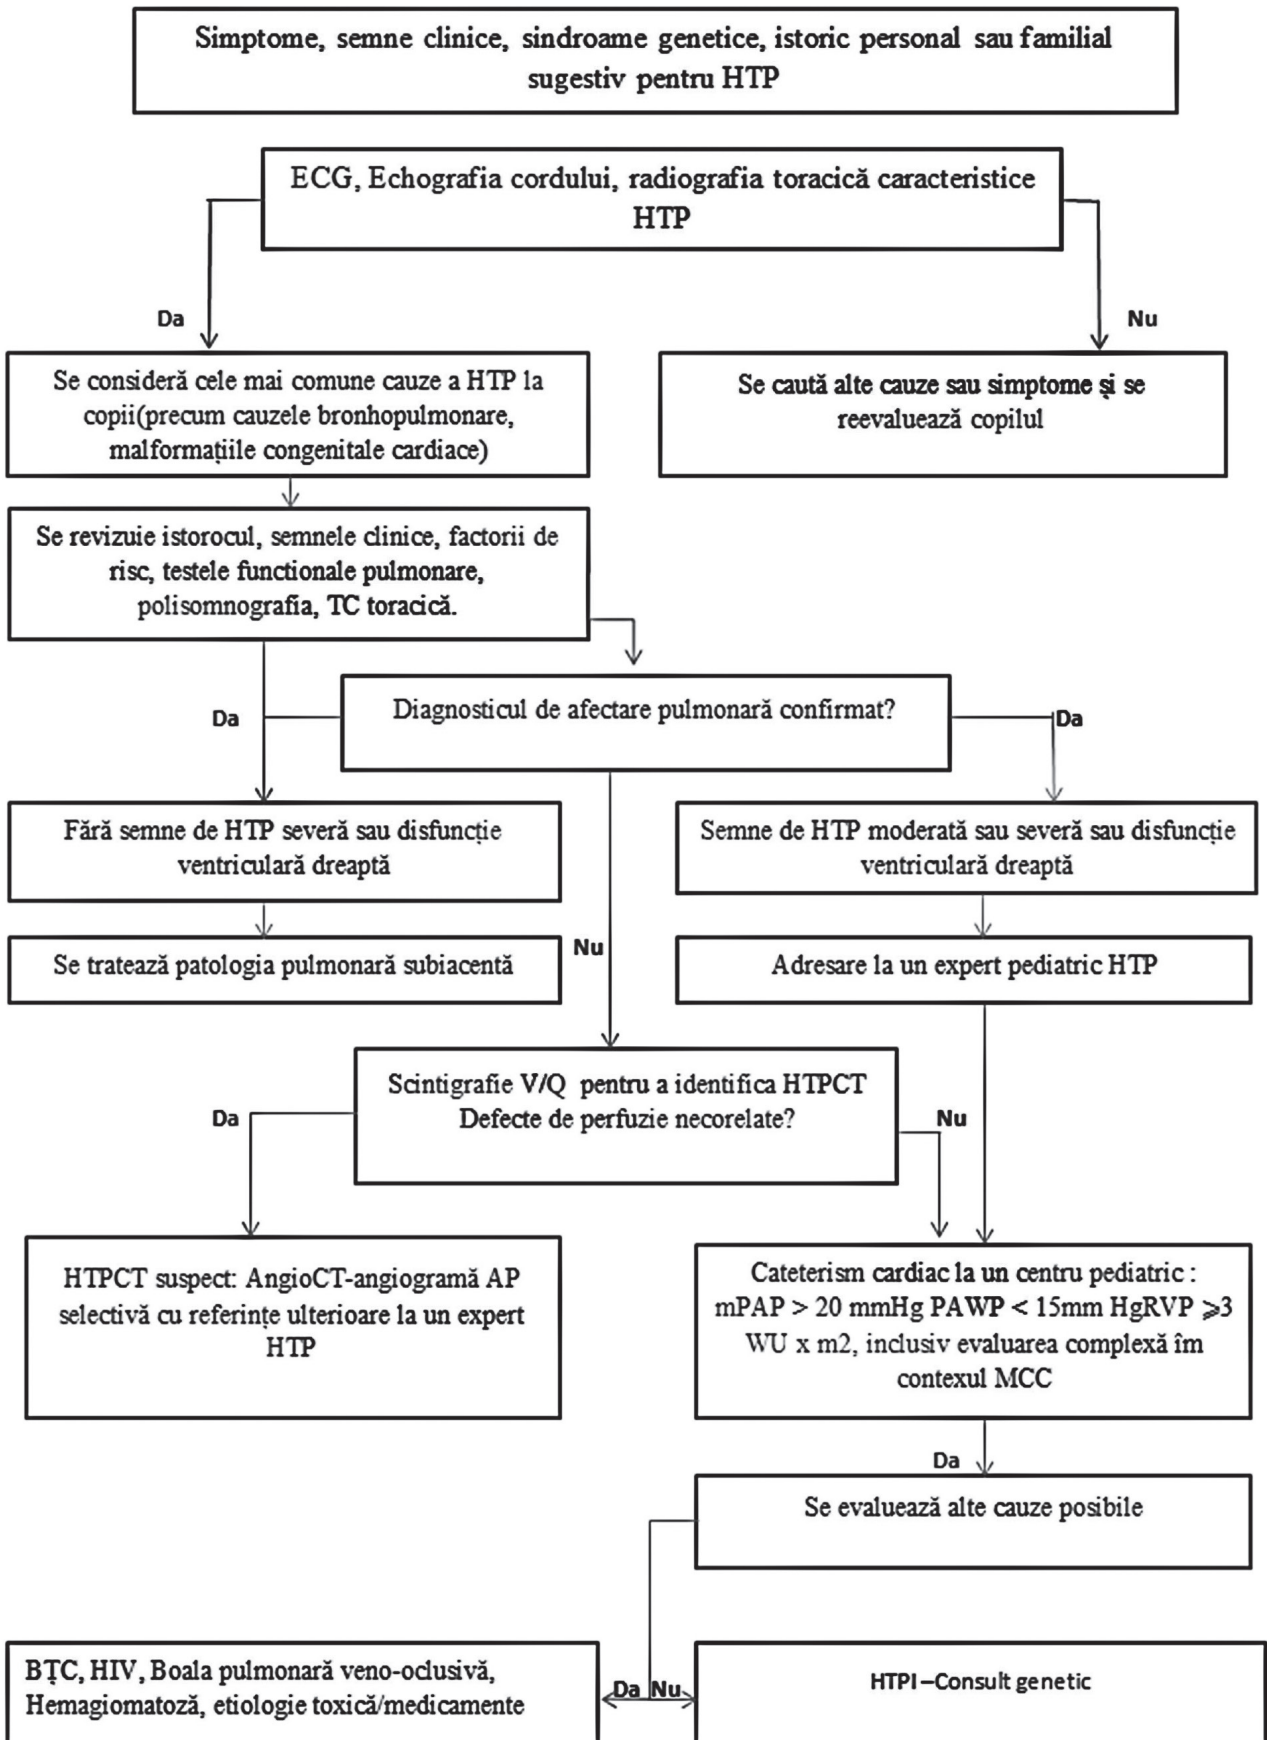 Simptome, semne clinice, sindroame genetice, istoric personal sau familial
sugestiv pentru HTP
ECG, Echografia cordului, radiografia toracică caracteristice
HTP
Da
Nu
Se consideră cele mai comune cauze a HTP la
copii(precum cauzele bronhopulmonare,
malformațiile congenitale cardiace)
Se caută alte cauze sau simptome și se
reevaluează copilul
Se revizuie istorocul, semnele clinice, factorii de
risc, testele functionale pulmonare,
polisomnografia, TC toracică.
Diagnosticul de afectare pulmonară confirmat?
Da
Da
Fără semne de HTP severă sau disfuncție
ventriculară dreaptă
Semne de HTP moderată sau severă sau disfuncție
ventriculară dreaptă
Se tratează patologia pulmonară subiacentă
Nu
Adresare la un expert pediatric HTP
Scintigrafie V/Q pentru a identifica HTPCT
Defecte de perfuzie necorelate?
Da
Nu
HTPCT suspect: AngioCT-angiogramă AP
selectivă cu referințe ulterioare la un expert
HTP
Cateterism cardiac la un centru pediatric :
mPAP > 20 mmHg PAWP < 15mm HgRVP ⩾3
WU x m2, inclusiv evaluarea complexă îm
contexul MCC
Da
Se evaluează alte cauze posibile
BȚC, HIV, Boala pulmonară veno-oclusivă,
Hemagiomatoză, etiologie toxică/medicamente
Da Nu
HTPI–Consult genetic